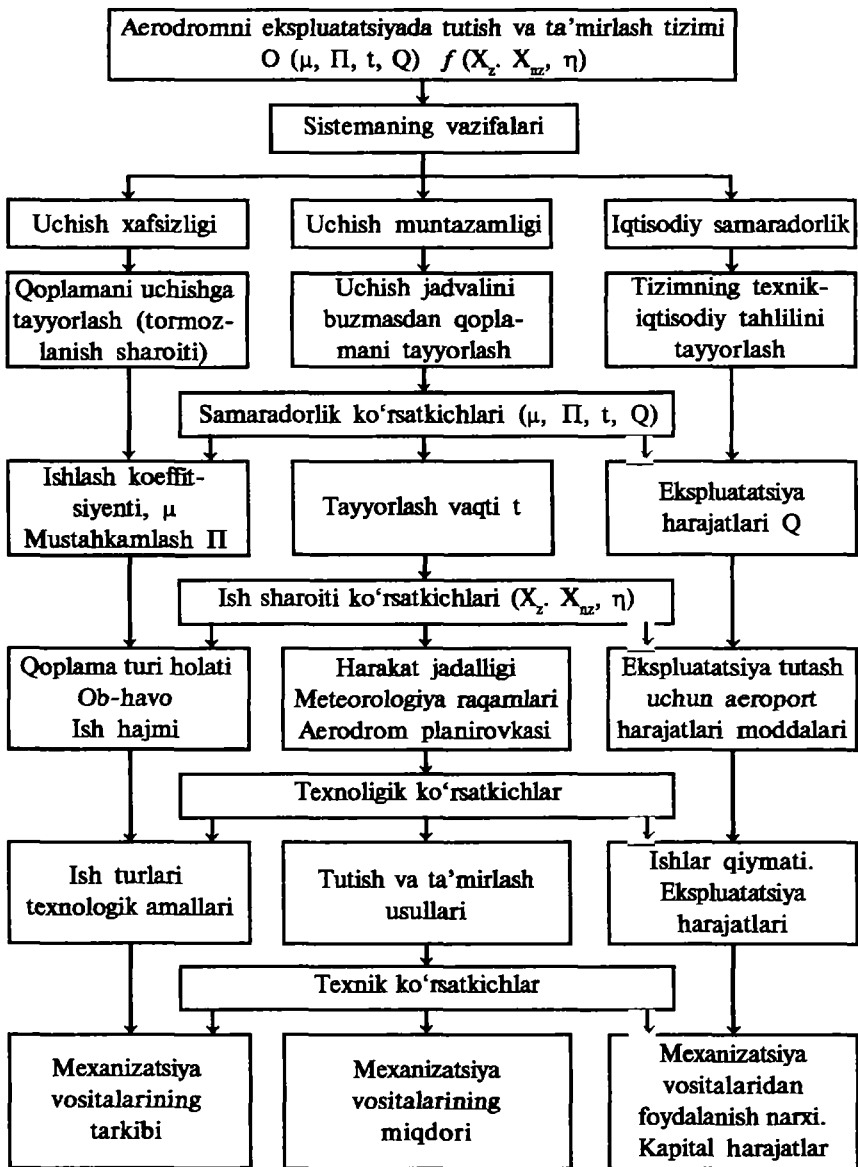 Aerodromni ekspluatatsiyada tutish va ta'mirlash tizimi
O (μ, Π, t, Q) f (X_z. X_nz, η)
Sistemaning vazifalari
Uchish xafsizligi
Uchish muntazamligi
Iqtisodiy samaradorlik
Qoplamani uchishga
tayyorlash (tormoz-
lanish sharoiti)
Uchish jadvalini
buzmasdan qopla-
mani tayyorlash
Tizimning texnik-
iqtisodiy tahlilini
tayyorlash
Samaradorlik ko‘rsatkichlari (μ, Π, t, Q)
Ishlash koeffit-
siyenti, μ
Mustahkamlash Π
Tayyorlash vaqti t
Ekspluatatsiya
harajatlari Q
Ish sharoiti ko‘rsatkichlari (X_z. X_nz, η)
Qoplama turi holati
Ob-havo
Ish hajmi
Harakat jadalligi
Meteorologiya raqamlari
Aerodrom planirovkasi
Ekspluatatsiya tutash
uchun aeroport
harajatlari moddalari
Texnoligik ko‘rsatkichlar
Ish turlari
texnologik amallari
Tutish va ta'mirlash
usullari
Ishlar qiymati.
Ekspluatatsiya
harajatlari
Texnik ko‘rsatkichlar
Mexanizatsiya
vositalarining
tarkibi
Mexanizatsiya
vositalarining
miqdori
Mexanizatsiya
vositalaridan
foydalanish narxi.
Kapital harajatlar